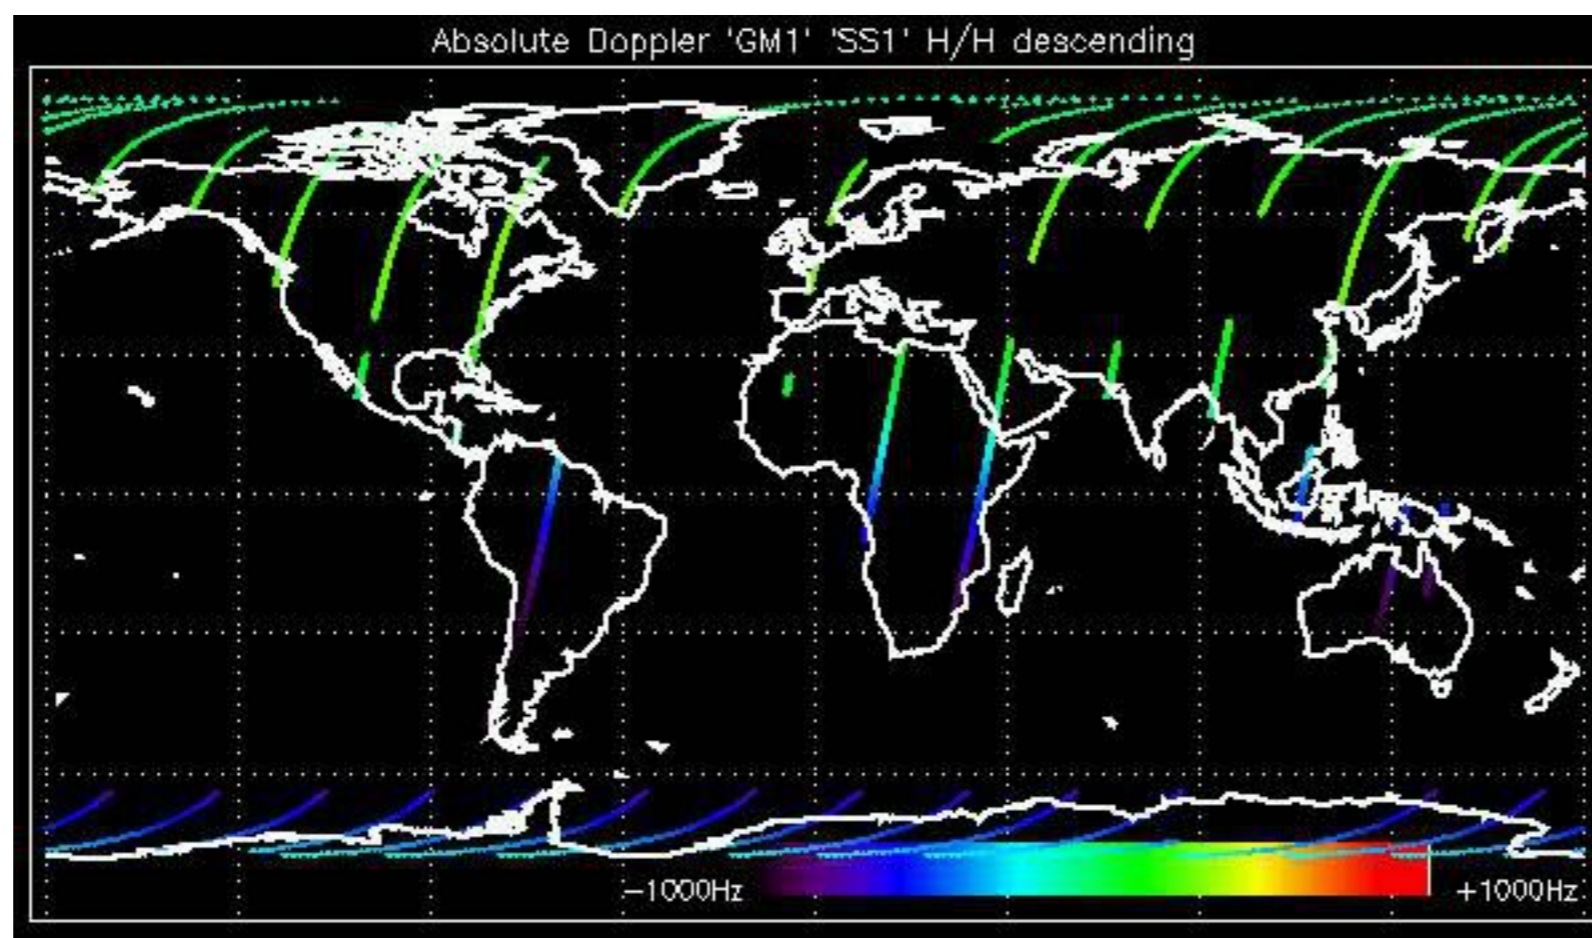 Absolute Doppler 'GM1' 'SS1' H/H descending
−1000Hz
+1000Hz